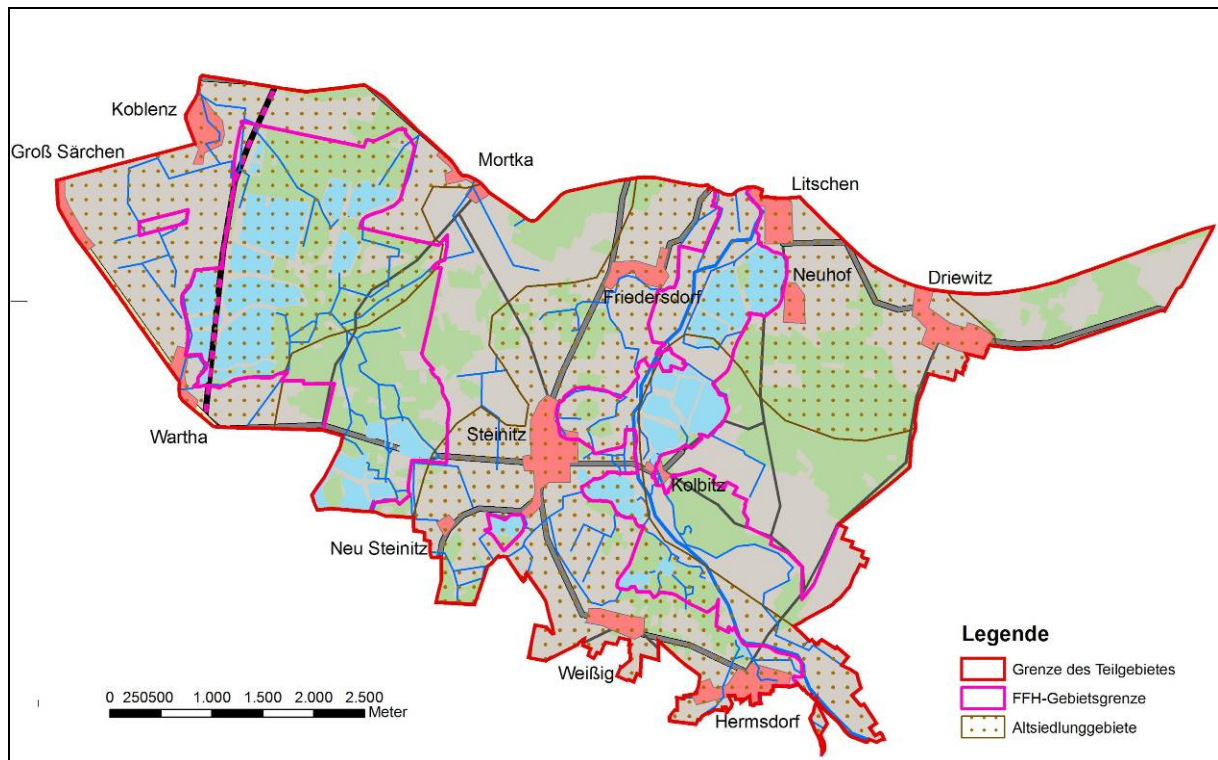 Koblenz
Groß Särchen
Mortka
Litschen
Neuhof
Driewitz
Friedersdorf
Wartha
Steinitz
Kolbitz
Neu Steinitz
Weißig
Hermsdorf
Legende
Grenze des Teilgebietes
FFH-Gebietsgrenze
Altsiedlunggebiete
0 250500 1.000 1.500 2.000 2.500
Meter